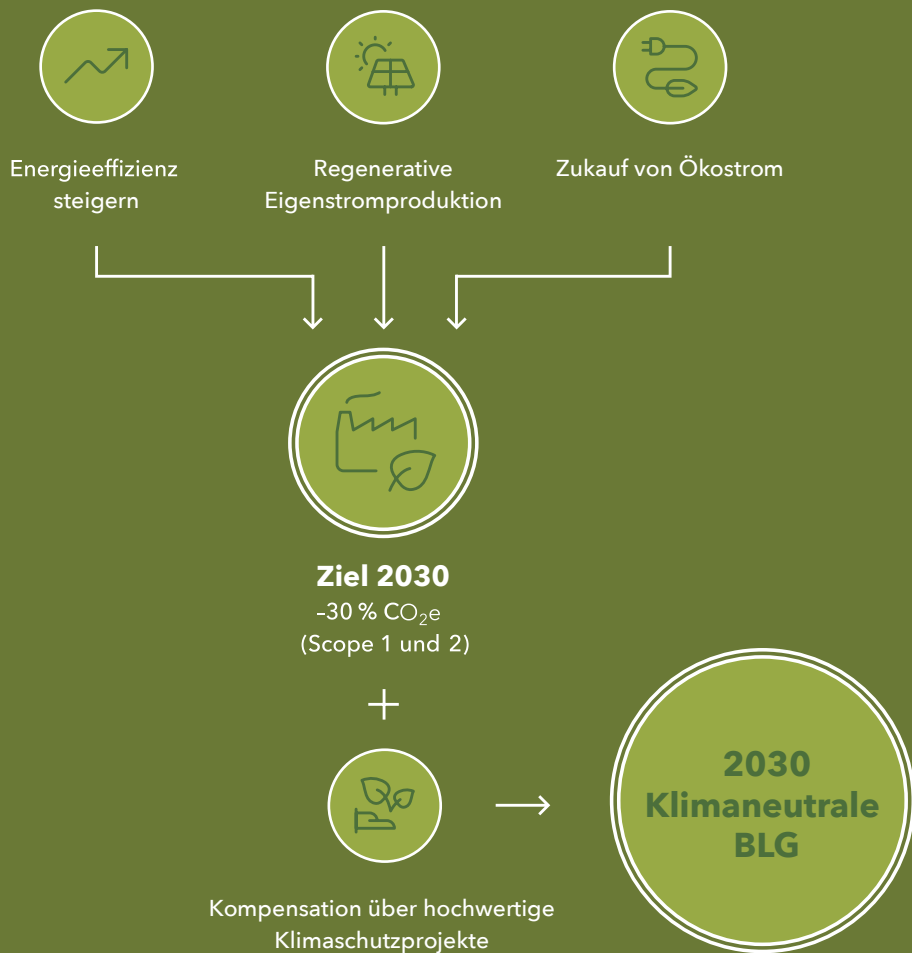 Energieeffizienz
steigern
Regenerative
Eigenstromproduktion
Zukauf von Ökostrom
Ziel 2030
-30 % CO₂e
(Scope 1 und 2)
+
Kompensation über hochwertige
Klimaschutzprojekte
2030
Klimaneutrale
BLG